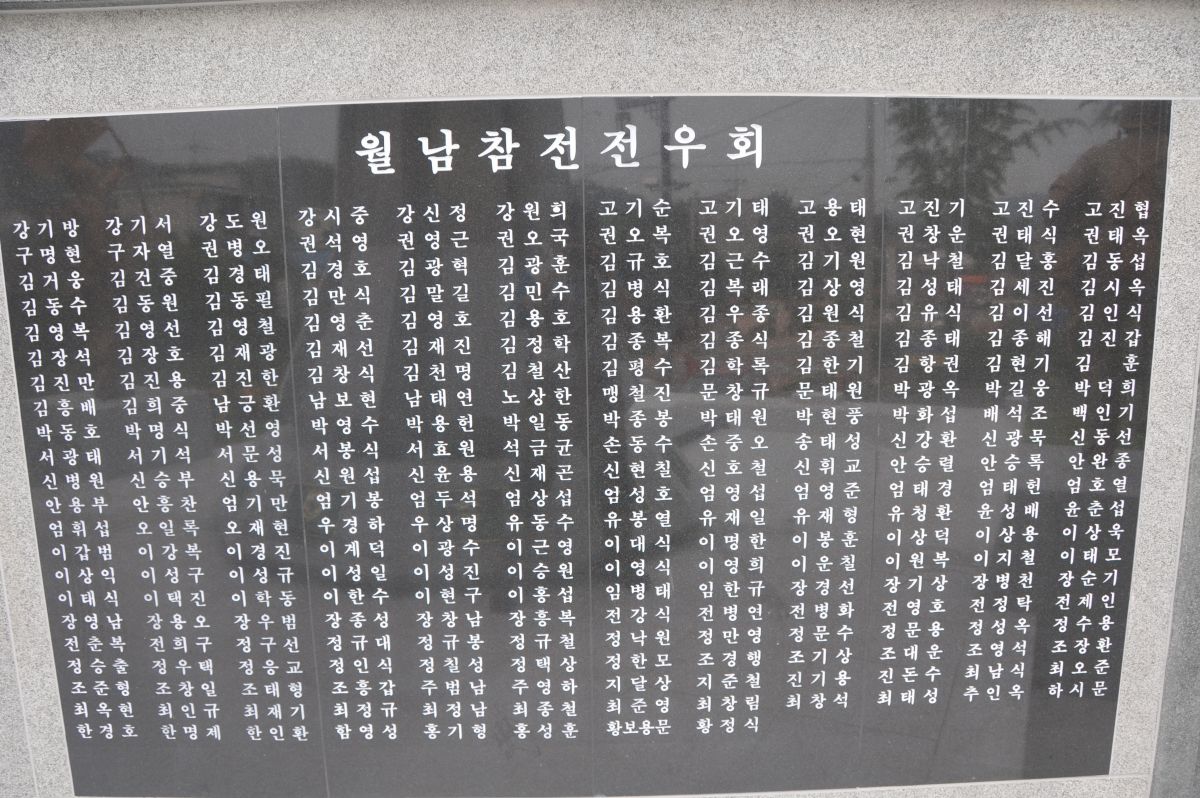 월남참전전우회
강기방 강기서 강도원 강시중 강신정 강원희 고기순 고기태 고용태 고진기 고진수 고진협
구명현 구자열 권병오 권석영 권영근 권오국 권오복 권오영 권오현 권창운 권태식 권태옥
김거웅 김건중 김경태 김경호 김광혁 김광훈 김규호 김근수 김기원 김낙철 김달홍 김동섭
김동수 김동원 김동필 김만식 김말길 김민수 김병식 김복래 김상영 김성태 김세진 김시옥
김영복 김영선 김영철 김영춘 김영호 김용호 김용환 김우종 김원식 김유식 김이선 김인식
김장석 김장호 김재광 김재선 김재진 김정학 김종복 김종식 김종철 김종태 김종해 김진갑
김진만 김진용 김진한 김창식 김천명 김철산 김평수 김학록 김한기 김항권 김현기 김 훈
김흥배 김희중 남궁환 남보현 남태언 노상한 맹철진 문창규 문태원 박광옥 박길웅 박덕희
박동호 박명식 박선영 박영수 박용헌 박일동 박종봉 박태원 박현풍 박화섭 배석조 백인기
서광태 서기석 서문성 서봉식 서효원 석금균 손동수 손중오 송태성 신강환 신광묵 신동선
신병원 신승부 신용묵 신원섭 신윤용 신재곤 신현칠 신호철 신휘교 안승렬 안승록 안완종
안용부 안흥찬 엄기만 엄기봉 엄두석 엄상섭 엄성호 엄영섭 엄영준 엄태경 엄태헌 엄호열
엄휘섭 오일록 오재현 우경하 우상명 유동수 유봉열 유재일 유재형 유청환 윤성배 윤춘섭
이갑범 이강복 이경진 이계덕 이광수 이근영 이대식 이명한 이봉훈 이상덕 이상용 이상욱
이상익 이성구 이성규 이성일 이성진 이승원 이영식 이영희 이운칠 이원복 이지철 이태모
이태식 이택진 이학동 이한수 이현구 이흥섭 임병태 임한규 장경선 장기상 장병천 장순기
장영남 장용오 장우범 장종성 장창남 장흥복 전강식 전병연 전병화 전영호 전정탁 전제인
전춘복 전희구 정구선 정규대 정규봉 정규철 정낙원 정만영 정문수 정문용 정성옥 정수용
정승출 정우택 정응교 정인식 정칠성 정택상 정한모 조경행 조기상 조대운 조영석 조장환
조준형 조창일 조태형 조흥갑 주범남 주영하 지달상 지준철 진기용 진돈수 최남식 최오준
최옥현 최인규 최재기 최정규 최정남 최종철 최준영 최창림 최창석 최태성 최인옥 하시문
한경호 한명제 한인환 함영성 홍기형 홍성훈 황보용문 황정식